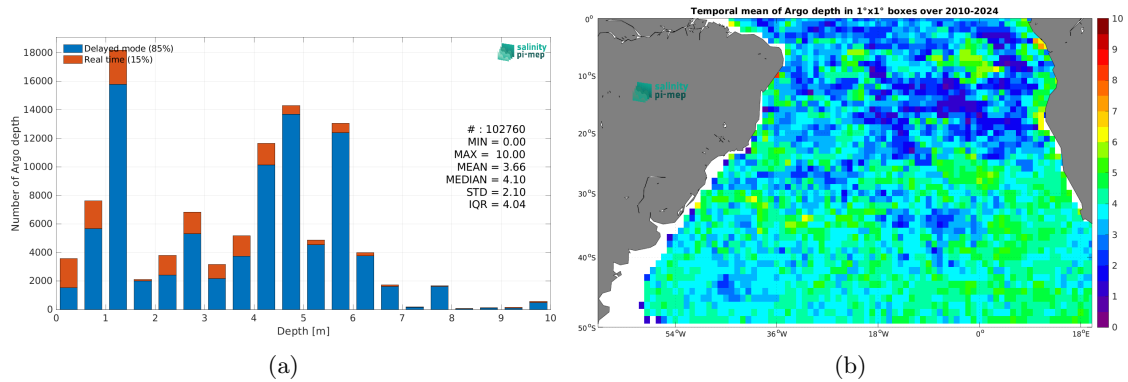 Delayed mode (85%)
Real time (15%)
salinity
pi-mep
# : 102760
MIN = 0.00
MAX = 10.00
MEAN = 3.66
MEDIAN = 4.10
STD = 2.10
IQR = 4.04
Number of Argo depth
18000
16000
14000
12000
10000
8000
6000
4000
2000
0
0 1 2 3 4 5 6 7 8 9 10
Depth [m]
(a)
Temporal mean of Argo depth in 1°x1° boxes over 2010-2024
salinity
pi-mep
0°
10°S
20°S
30°S
40°S
50°S
54°W 36°W 18°W 0° 18°E
10
9
8
7
6
5
4
3
2
1
0
(b)